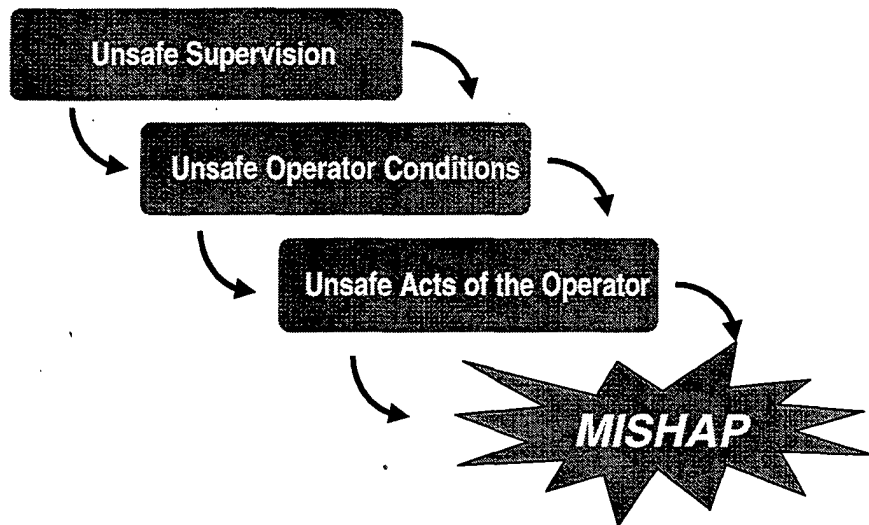 Unsafe Supervision
Unsafe Operator Conditions
Unsafe Acts of the Operator
MISHAP